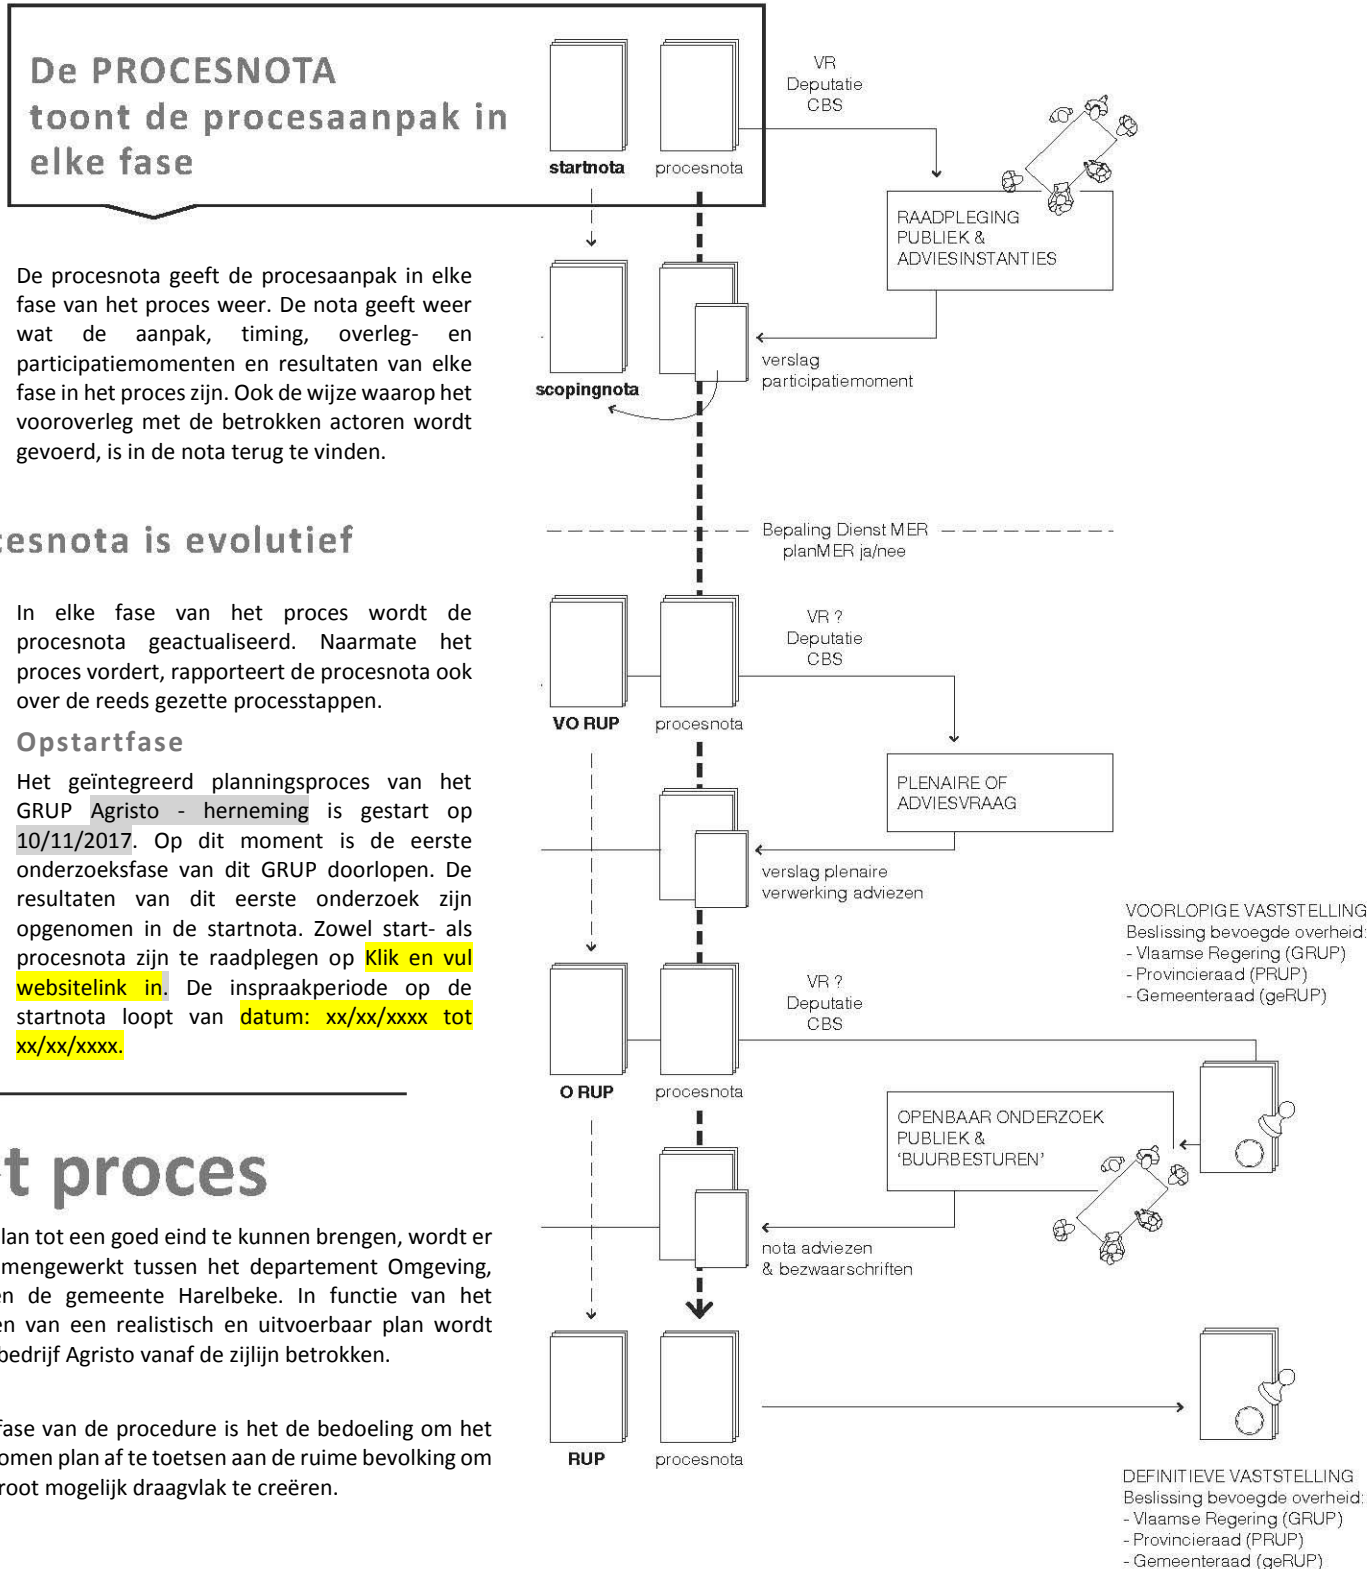 De PROCESNOTA
toont de procesaanpak in
elke fase
De procesnota geeft de procesaanpak in elke
fase van het proces weer. De nota geeft weer
wat de aanpak, timing, overleg- en
participatiemomenten en resultaten van elke
fase in het proces zijn. Ook de wijze waarop het
vooroverleg met de betrokken actoren wordt
gevoerd, is in de nota terug te vinden.
cesnota is evolutief
In elke fase van het proces wordt de
procesnota geactualiseerd. Naarmate het
proces vordert, rapporteert de procesnota ook
over de reeds gezette processtappen.
Opstartfase
Het geïntegreerd planningsproces van het
GRUP Agristo - herneming is gestart op
10/11/2017. Op dit moment is de eerste
onderzoeksfase van dit GRUP doorlopen. De
resultaten van dit eerste onderzoek zijn
opgenomen in de startnota. Zowel start- als
procesnota zijn te raadplegen op Klik en vul
websitelink in. De inspraakperiode op de
startnota loopt van datum: xx/xx/xxxx tot
xx/xx/xxxx.
t proces
lan tot een goed eind te kunnen brengen, wordt er
mengewerkt tussen het departement Omgeving,
en de gemeente Harelbeke. In functie van het
en van een realistisch en uitvoerbaar plan wordt
bedrijf Agristo vanaf de zijlijn betrokken.
fase van de procedure is het de bedoeling om het
omen plan af te toetsen aan de ruime bevolking om
root mogelijk draagvlak te creëren.
startnota
procesnota
VR
Deputatie
CBS
RAADPLEGING
PUBLIEK &
ADVIESINSTANTIES
scopingnota
verslag
participatiemoment
Bepaling Dienst MER
planMER ja/nee
VO RUP
procesnota
VR ?
Deputatie
CBS
PLENAIRE OF
ADVIESVRAAG
verslag plenaire
verwerking adviezen
VOORLOPIGE VASTSTELLING
Beslissing bevoegde overheid:
- Vlaamse Regering (GRUP)
- Provincieraad (PRUP)
- Gemeenteraad (geRUP)
VR ?
Deputatie
CBS
O RUP
procesnota
OPENBAAR ONDERZOEK
PUBLIEK &
'BUURBESTUREN'
nota adviezen
& bezwaarschriften
RUP
procesnota
DEFINITIEVE VASTSTELLING
Beslissing bevoegde overheid:
- Vlaamse Regering (GRUP)
- Provincieraad (PRUP)
- Gemeenteraad (geRUP)